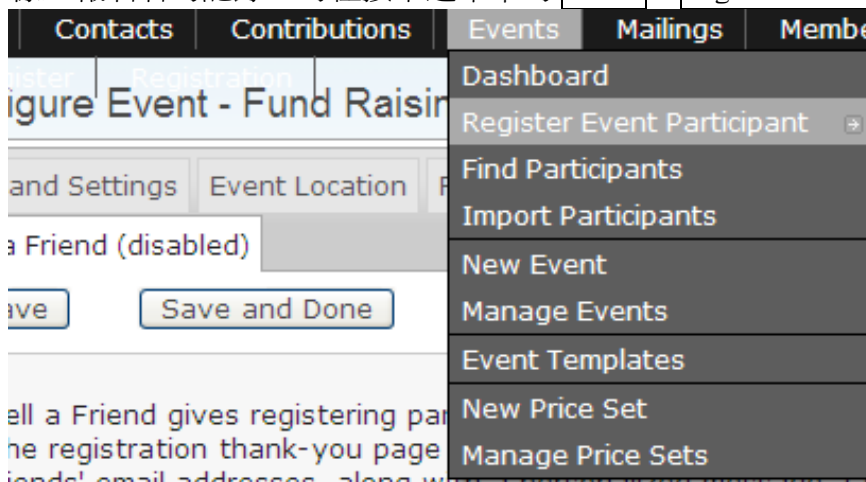 Contacts Contributions Events Mailings
Registration
Event - Fund Raisin
Dashboard
Register Event Participant
and Settings Event Location
Find Participants
Import Participants
a Friend (disabled)
New Event
Save and Done
Manage Events
Event Templates
ell a Friend gives registering
New Price Set
he registration thank-you page
Manage Price Sets